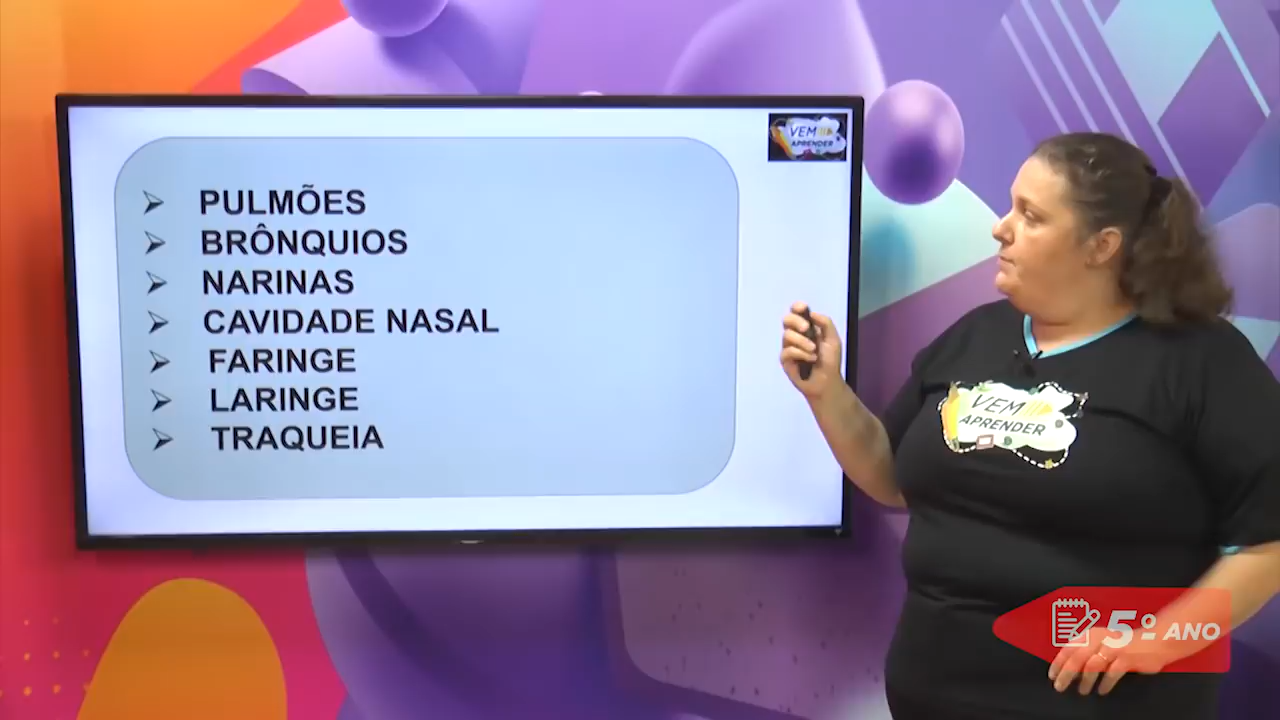 VEM
APRENDER
PULMÕES
BRÔNQUIOS
NARINAS
CAVIDADE NASAL
FARINGE
LARINGE
TRAQUEIA
VEM
APRENDER
5º ANO